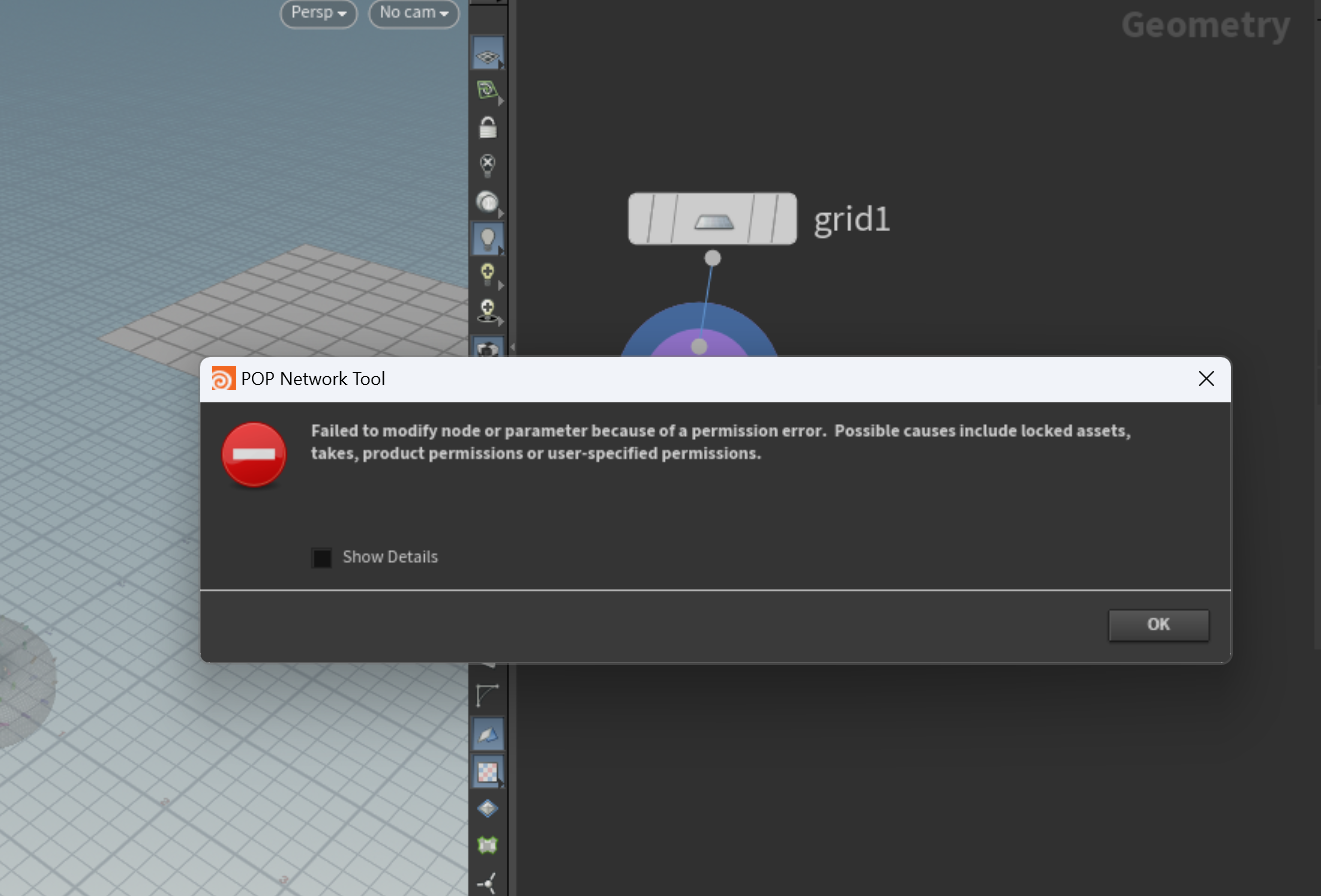 Persp
No cam
Geometry
grid1
POP Network Tool
Failed to modify node or parameter because of a permission error.  Possible causes include locked assets,
takes, product permissions or user-specified permissions.
Show Details
OK